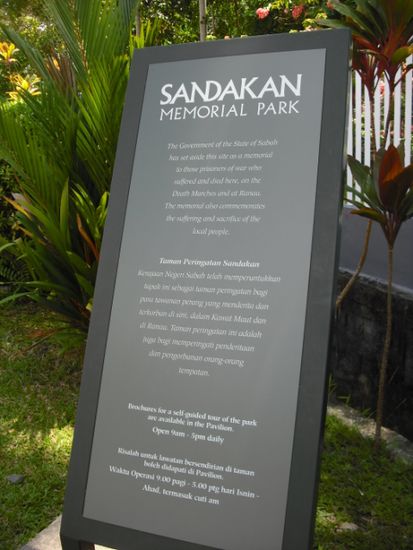 SANDAKAN
MEMORIAL PARK
The Government of the State of Sabah
has set aside this site as a memorial
to those prisoners of war who
suffered and died here, on the
Death Marches and at Ranau.
The memorial also commemorates
the suffering and sacrifice of the
local people.
Taman Peringatan Sandakan
Kerajaan Negeri Sabah telah memperuntukkan
tapak ini sebagai taman peringatan bagi
para tawanan perang yang menderita dan
terkorban di sini, dalam Kawat Maut dan
di Ranau. Taman peringatan ini adalah
juga bagi memperingati penderitaan
dan pengorbanan orang-orang
tempatan.
Brochures for a self-guided tour of the park
are available in the Pavilion.
Open 9am - 5pm daily
Risalah untuk lawatan bersendirian di taman
boleh didapati di Pavilion.
Waktu Operasi 9.00 pagi - 5.00 ptg hari Isnin -
Ahad, termasuk cuti am